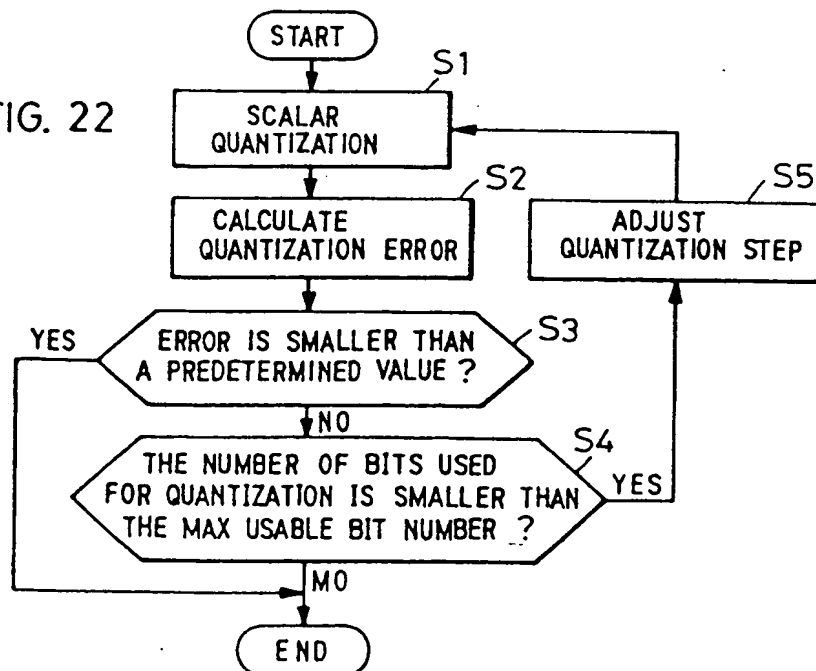 FIG. 22
START
S1
SCALAR
QUANTIZATION
S2
CALCULATE
QUANTIZATION ERROR
S5
ADJUST
QUANTIZATION STEP
S3
YES
ERROR IS SMALLER THAN
A PREDETERMINED VALUE ?
NO
S4
THE NUMBER OF BITS USED
FOR QUANTIZATION IS SMALLER THAN
THE MAX USABLE BIT NUMBER ?
YES
MO
END